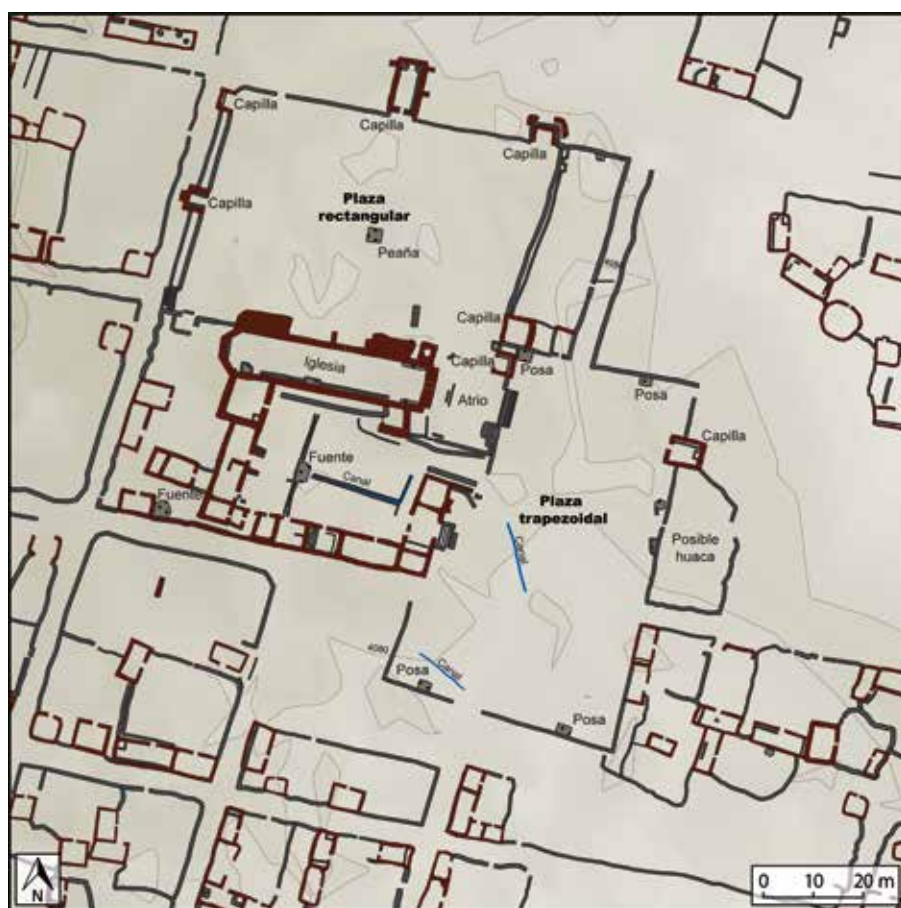 Capilla
Capilla
Capilla
Capilla
Plaza
rectangular
Peaña
4080
Capilla
Iglesia
Capilla
Posa
Atrio
Posa
Capilla
Fuente
Canal
Fuente
Plaza
trapezoidal
Canal
Posible
huaca
4080
Posa
Canal
Posa
N
0 10 20 m